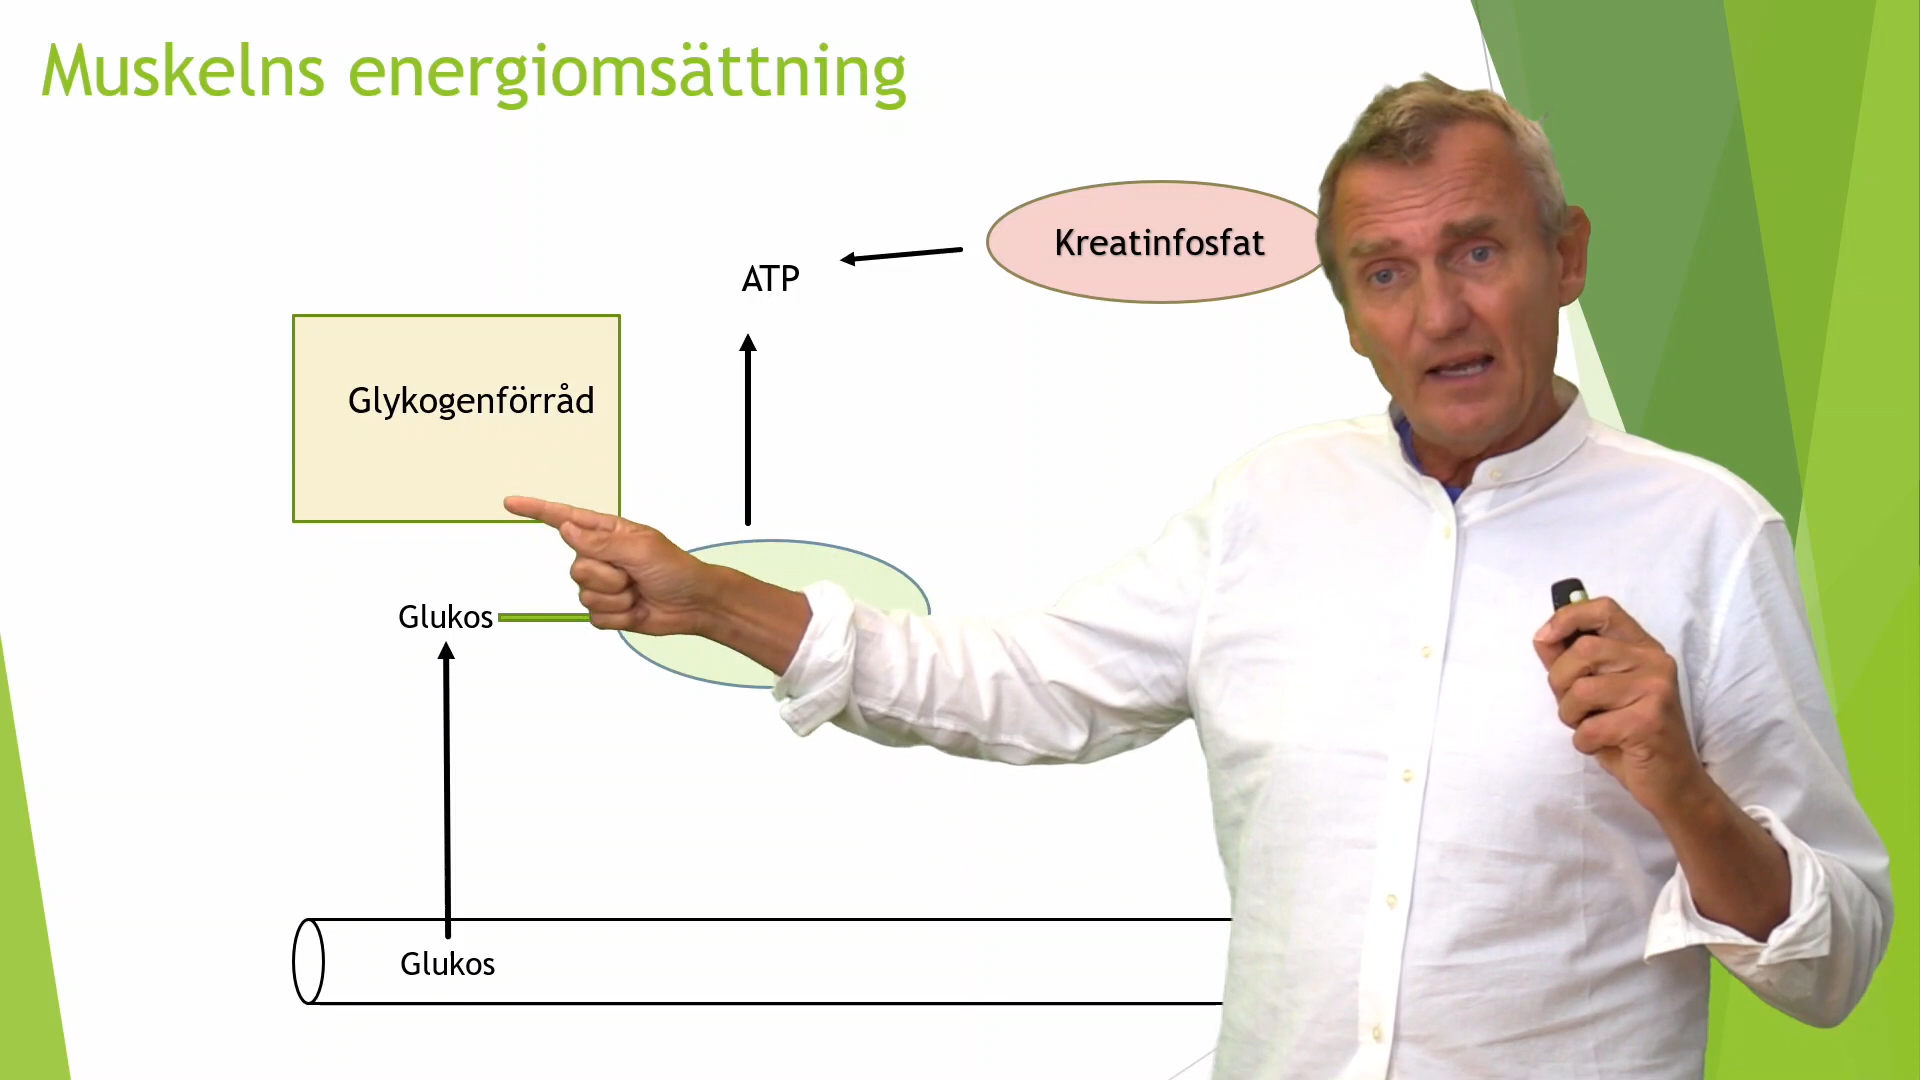 Muskelns energiomsättning
Kreatinfosfat
ATP
Glykogenförråd
Glukos
Glukos